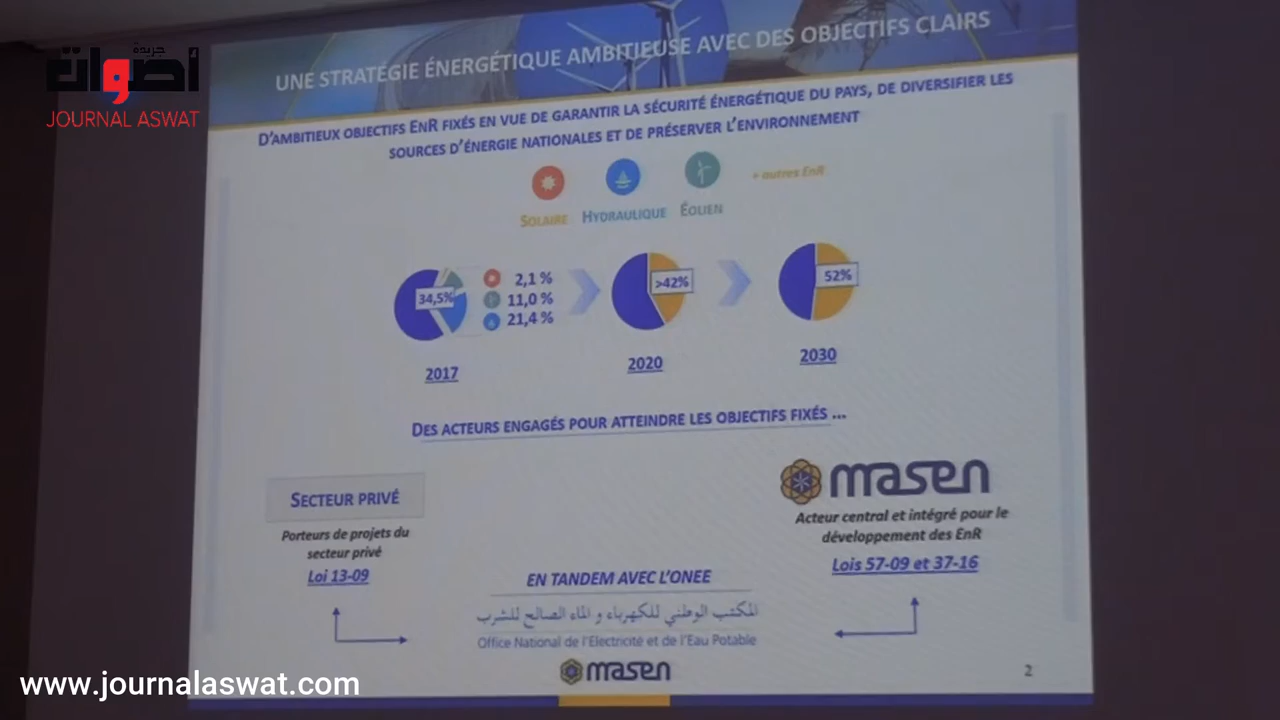 جريدة
أصوات
JOURNAL ASWAT
UNE STRATÉGIE ÉNERGÉTIQUE AMBITIEUSE AVEC DES OBJECTIFS CLAIRS
D'AMBITIEUX OBJECTIFS ENR FIXÉS EN VUE DE GARANTIR LA SÉCURITÉ ÉNERGÉTIQUE DU PAYS, DE DIVERSIFIER LES
SOURCES D'ÉNERGIE NATIONALES ET DE PRÉSERVER L'ENVIRONNEMENT
SOLAIRE HYDRAULIQUE ÉOLIEN + autres EnR
34,5%
2,1 %
11,0 %
21,4 %
>42%
52%
2017
2020
2030
DES ACTEURS ENGAGÉS POUR ATTEINDRE LES OBJECTIFS FIXÉS ...
SECTEUR PRIVÉ
Porteurs de projets du
secteur privé
Loi 13-09
masen
Acteur central et intégré pour le
développement des EnR
Lois 57-09 et 37-16
EN TANDEM AVEC L'ONEE
المكتب الوطني للكهرباء و الماء الصالح للشرب
Office National de l'Electricité et de l'Eau Potable
masen
2
www.journalaswat.com